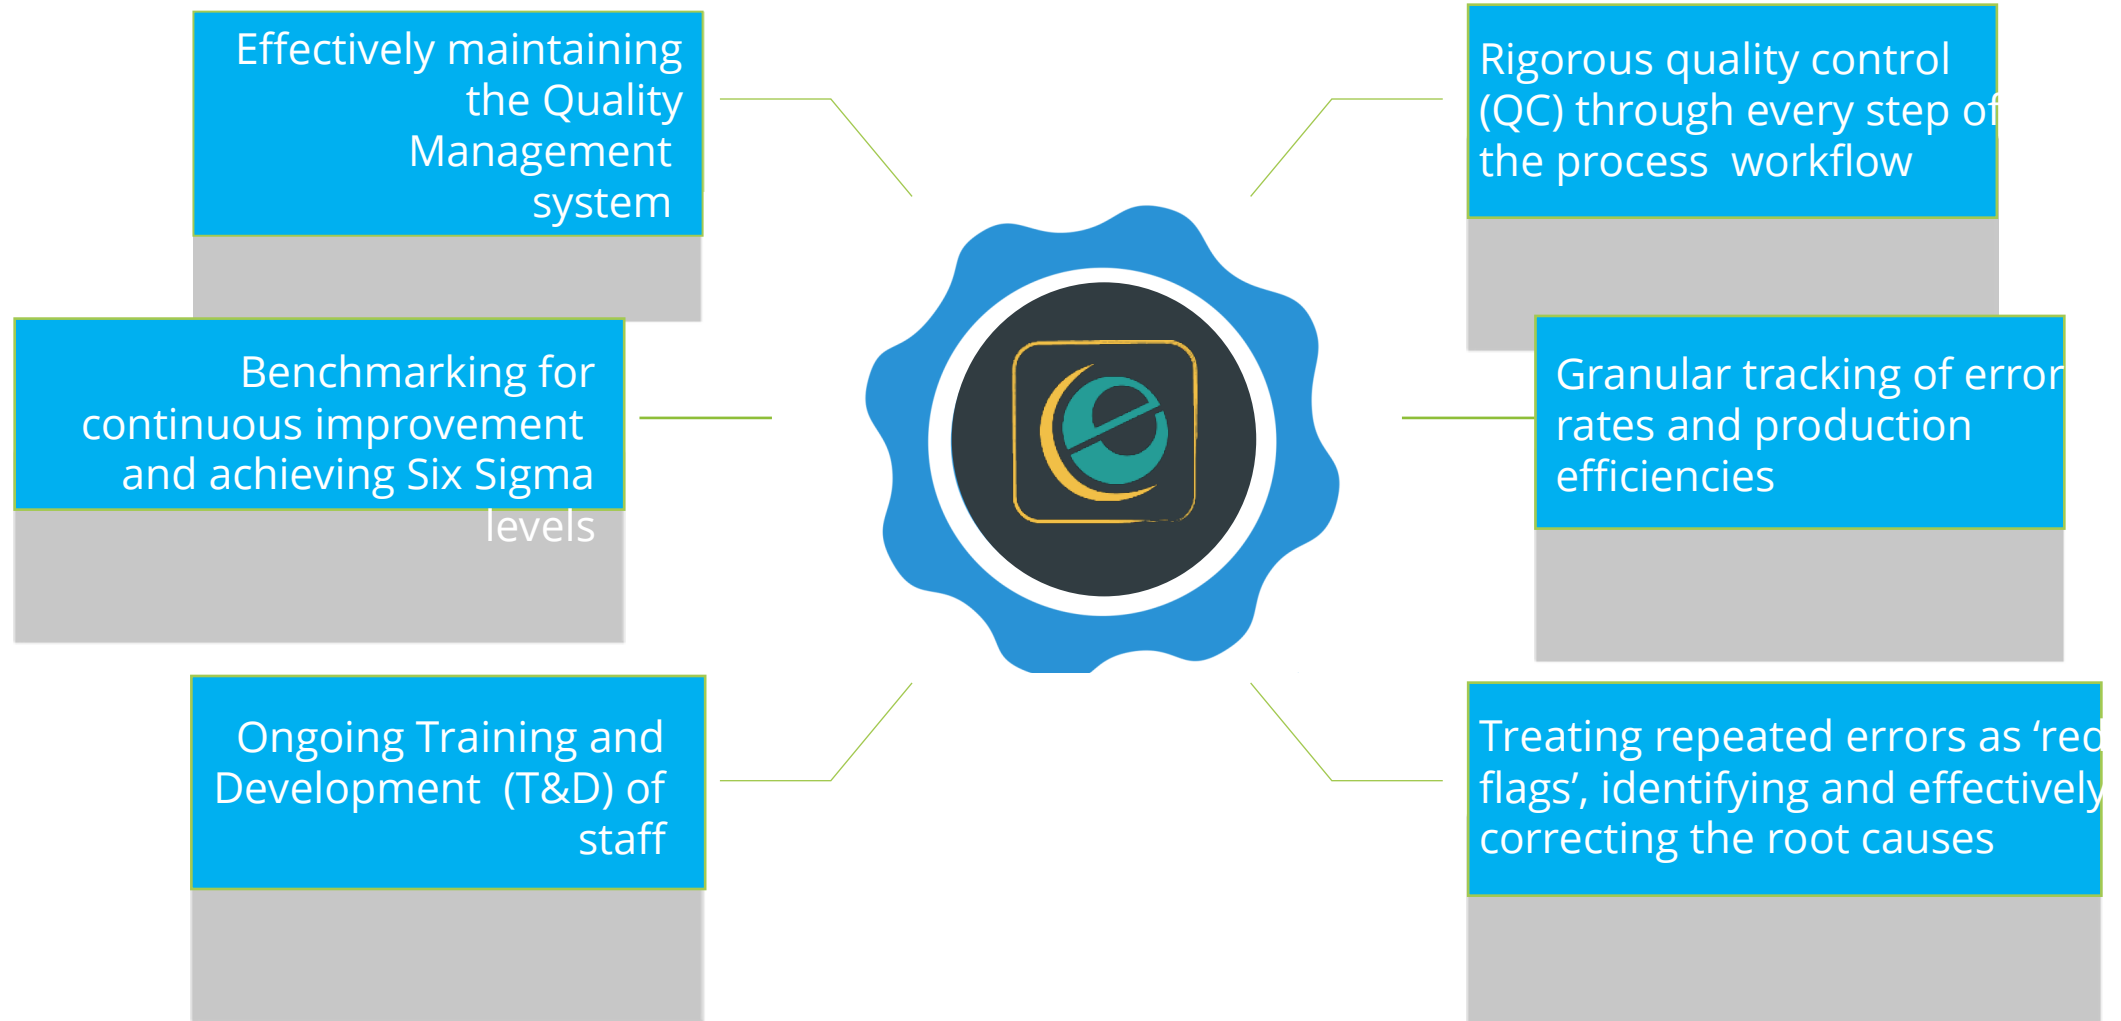 Effectively maintaining
the Quality
Management
system
Benchmarking for
continuous improvement
and achieving Six Sigma
levels
Ongoing Training and
Development (T&D) of
staff
Rigorous quality control
(QC) through every step of
the process workflow
Granular tracking of error
rates and production
efficiencies
Treating repeated errors as ‘red
flags’, identifying and effectively
correcting the root causes